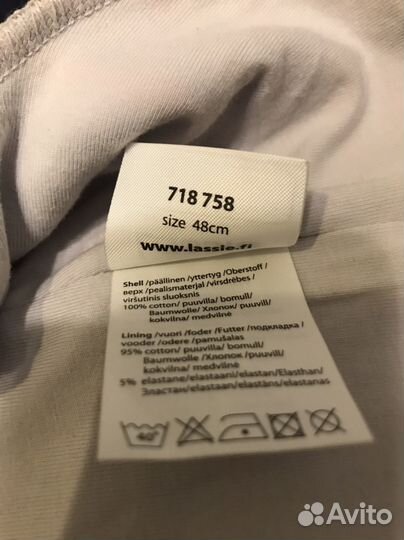 718 758
size 48cm
www.lassie.fi
Shell/päällinen/yttertyg/Oberstoff/
верх/pealismaterjal/virsdrēbes/
viršutinis sluoksnis
100% cotton/ puuvilla/ bomull/
Baumwolle/Хлопок/puuvill/
kokvilna/ medvilnė
Lining/vuori/foder/Futter/подкладка/
vooder/odere/pamušalas
95% cotton/ puuvilla/ bomull/
Baumwolle/Хлопок/puuvill/
kokvilna/ medvilnė
5% elastane/elastaani/elastan/Elasthan/
Эластан/elastaan/elastāns/elastanas
40°
Avito